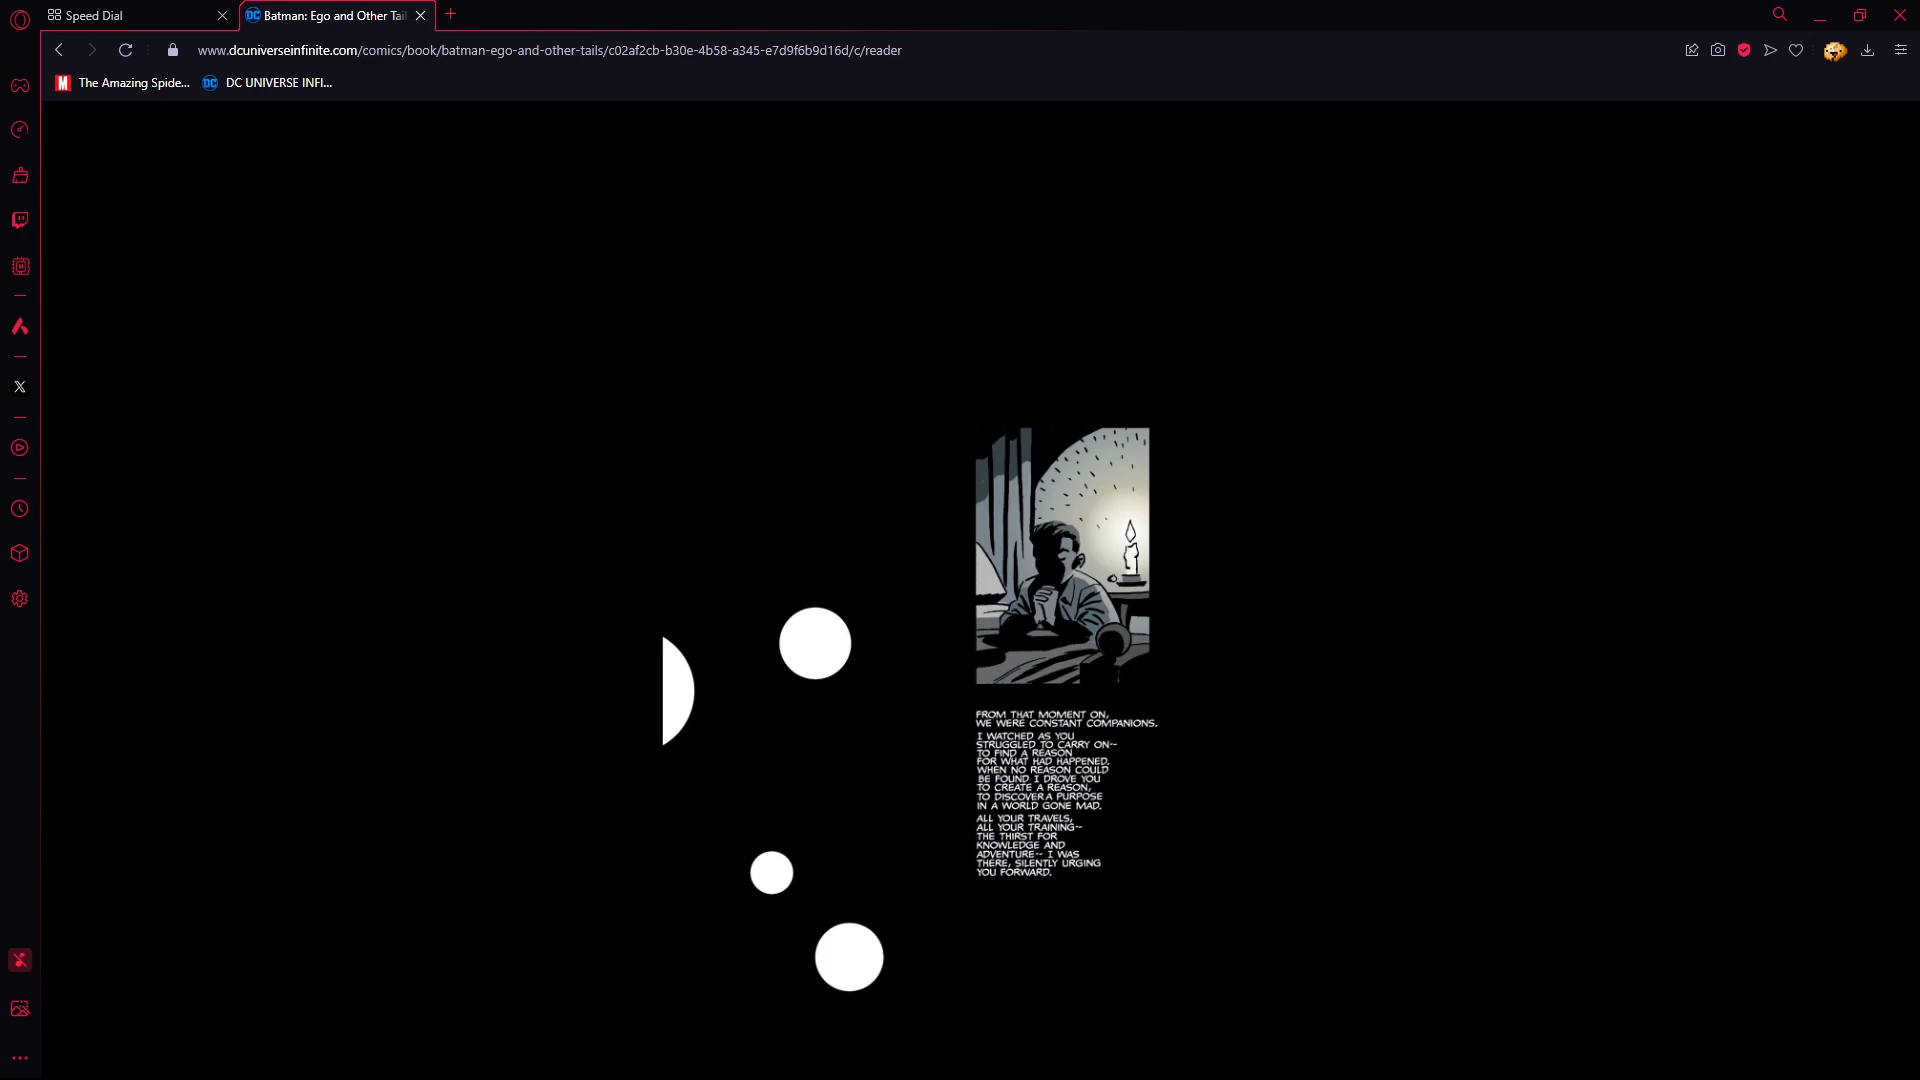 Speed Dial
DC Batman: Ego and Other Tai
www.dcuniverseinfinite.com/comics/book/batman-ego-and-other-tails/c02af2cb-b30e-4b58-a345-e7d9f6b9d16d/c/reader
M The Amazing Spide...
DC DC UNIVERSE INFI...
FROM THAT MOMENT ON,
WE WERE CONSTANT COMPANIONS.
I WATCHED AS YOU
STRUGGLED TO CARRY ON--
TO FIND A REASON
FOR WHAT HAD HAPPENED.
WHEN NO REASON COULD
BE FOUND I DROVE YOU
TO CREATE A REASON,
TO DISCOVER A PURPOSE
IN A WORLD GONE MAD.
ALL YOUR TRAVELS,
ALL YOUR TRAINING--
THE THIRST FOR
KNOWLEDGE AND
ADVENTURE-- I WAS
THERE, SILENTLY URGING
YOU FORWARD.